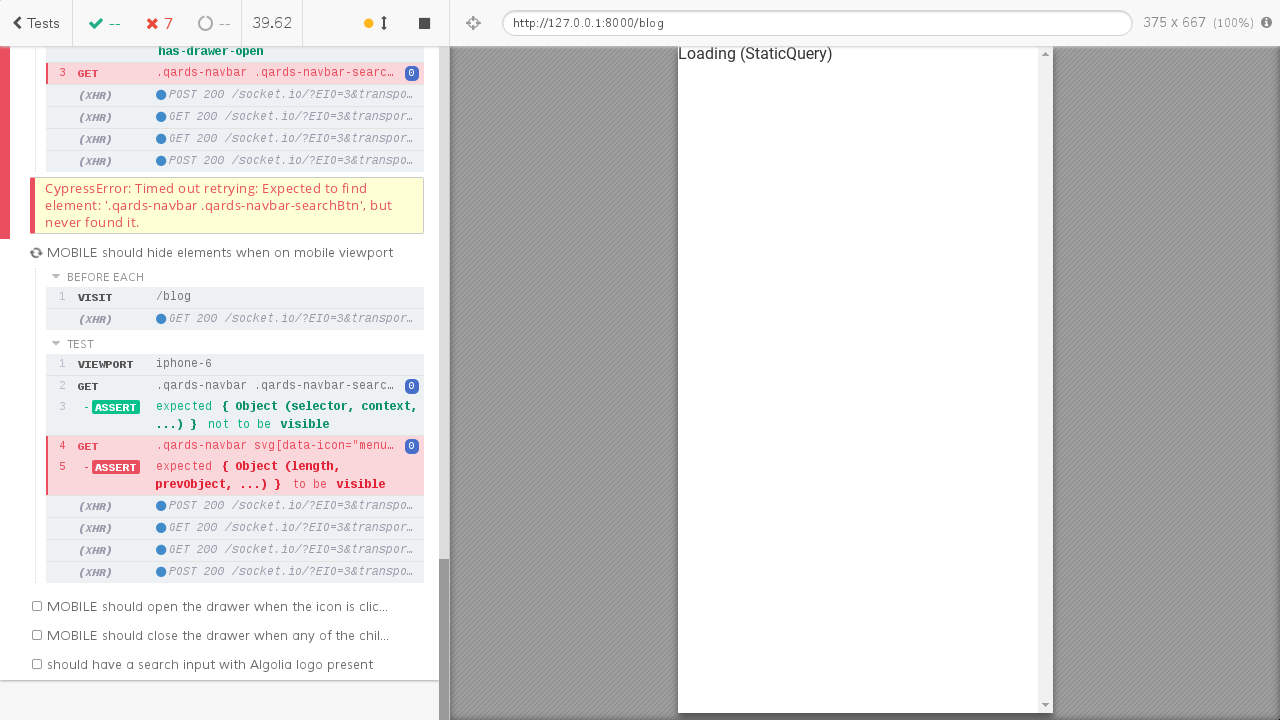 Tests
--
7
--
39.62
http://127.0.0.1:8000/blog
375 x 667 (100%)
has-drawer-open
3 GET .qards-navbar .qards-navbar-searc… 0
(XHR) POST 200 /socket.io/?EIO=3&transpo…
(XHR) GET 200 /socket.io/?EIO=3&transpor…
(XHR) GET 200 /socket.io/?EIO=3&transpor…
(XHR) POST 200 /socket.io/?EIO=3&transpo…
CypressError: Timed out retrying: Expected to find
element: '.qards-navbar .qards-navbar-searchBtn', but
never found it.
MOBILE should hide elements when on mobile viewport
BEFORE EACH
1 VISIT /blog
(XHR) GET 200 /socket.io/?EIO=3&transpor…
TEST
1 VIEWPORT iphone-6
2 GET .qards-navbar .qards-navbar-searc… 0
3 - ASSERT expected { Object (selector, context,
…) } not to be visible
4 GET .qards-navbar svg[data-icon="menu… 0
5 - ASSERT expected { Object (length,
prevObject, …) } to be visible
(XHR) POST 200 /socket.io/?EIO=3&transpo…
(XHR) GET 200 /socket.io/?EIO=3&transpor…
(XHR) GET 200 /socket.io/?EIO=3&transpor…
(XHR) POST 200 /socket.io/?EIO=3&transpo…
MOBILE should open the drawer when the icon is clic…
MOBILE should close the drawer when any of the chil…
should have a search input with Algolia logo present
Loading (StaticQuery)